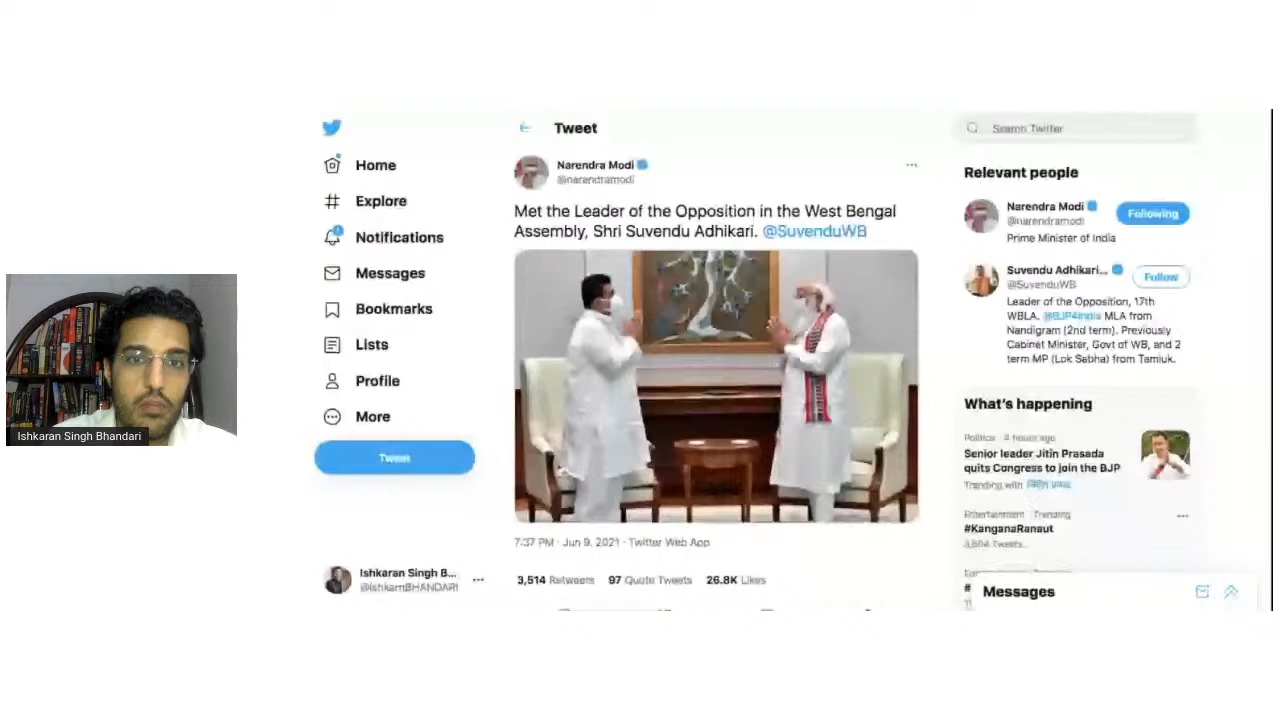 Ishkaran Singh Bhandari
Home
Explore
Notifications
Messages
Bookmarks
Lists
Profile
More
Tweet
Ishkaran Singh B...
@IshkarnBHANDARI
Tweet
Narendra Modi
@narendramodi
Met the Leader of the Opposition in the West Bengal
Assembly, Shri Suvendu Adhikari. @SuvenduWB
7:37 PM · Jun 9, 2021 · Twitter Web App
3,514 Retweets 97 Quote Tweets 26.8K Likes
Search Twitter
Relevant people
Narendra Modi
@narendramodi
Following
Prime Minister of India
Suvendu Adhikari...
@SuvenduWB
Follow
Leader of the Opposition, 17th
WBLA. @BJP4India MLA from
Nandigram (2nd term). Previously
Cabinet Minister, Govt of WB, and 2
term MP (Lok Sabha) from Tamluk.
What's happening
Politics · 4 hours ago
Senior leader Jitin Prasada
quits Congress to join the BJP
Trending with
Entertainment · Trending
#KanganaRanaut
Tweets
#
Messages